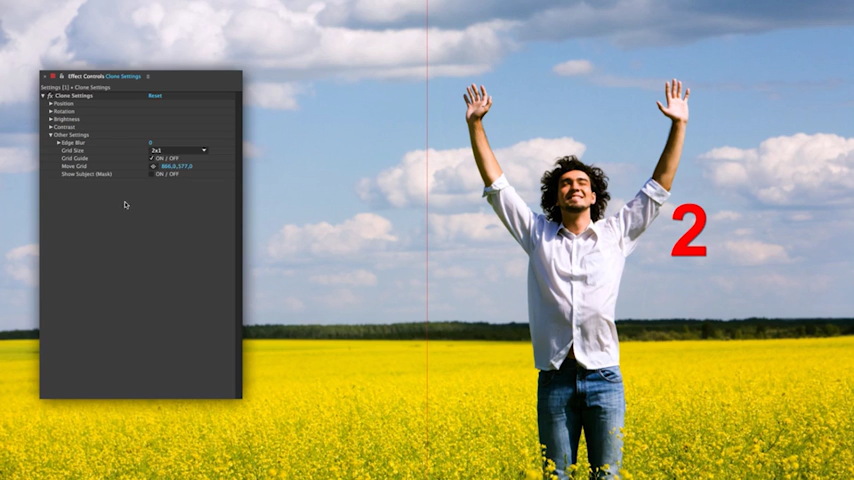 Effect Controls Clone Settings
Settings [1] • Clone Settings
fx Clone Settings Reset
Position
Rotation
Brightness
Contrast
Other Settings
Edge Blur 0
Grid Size 2x1
Grid Guide ON / OFF
Move Grid 866.0,577.0
Show Subject (Mask) ON / OFF
2